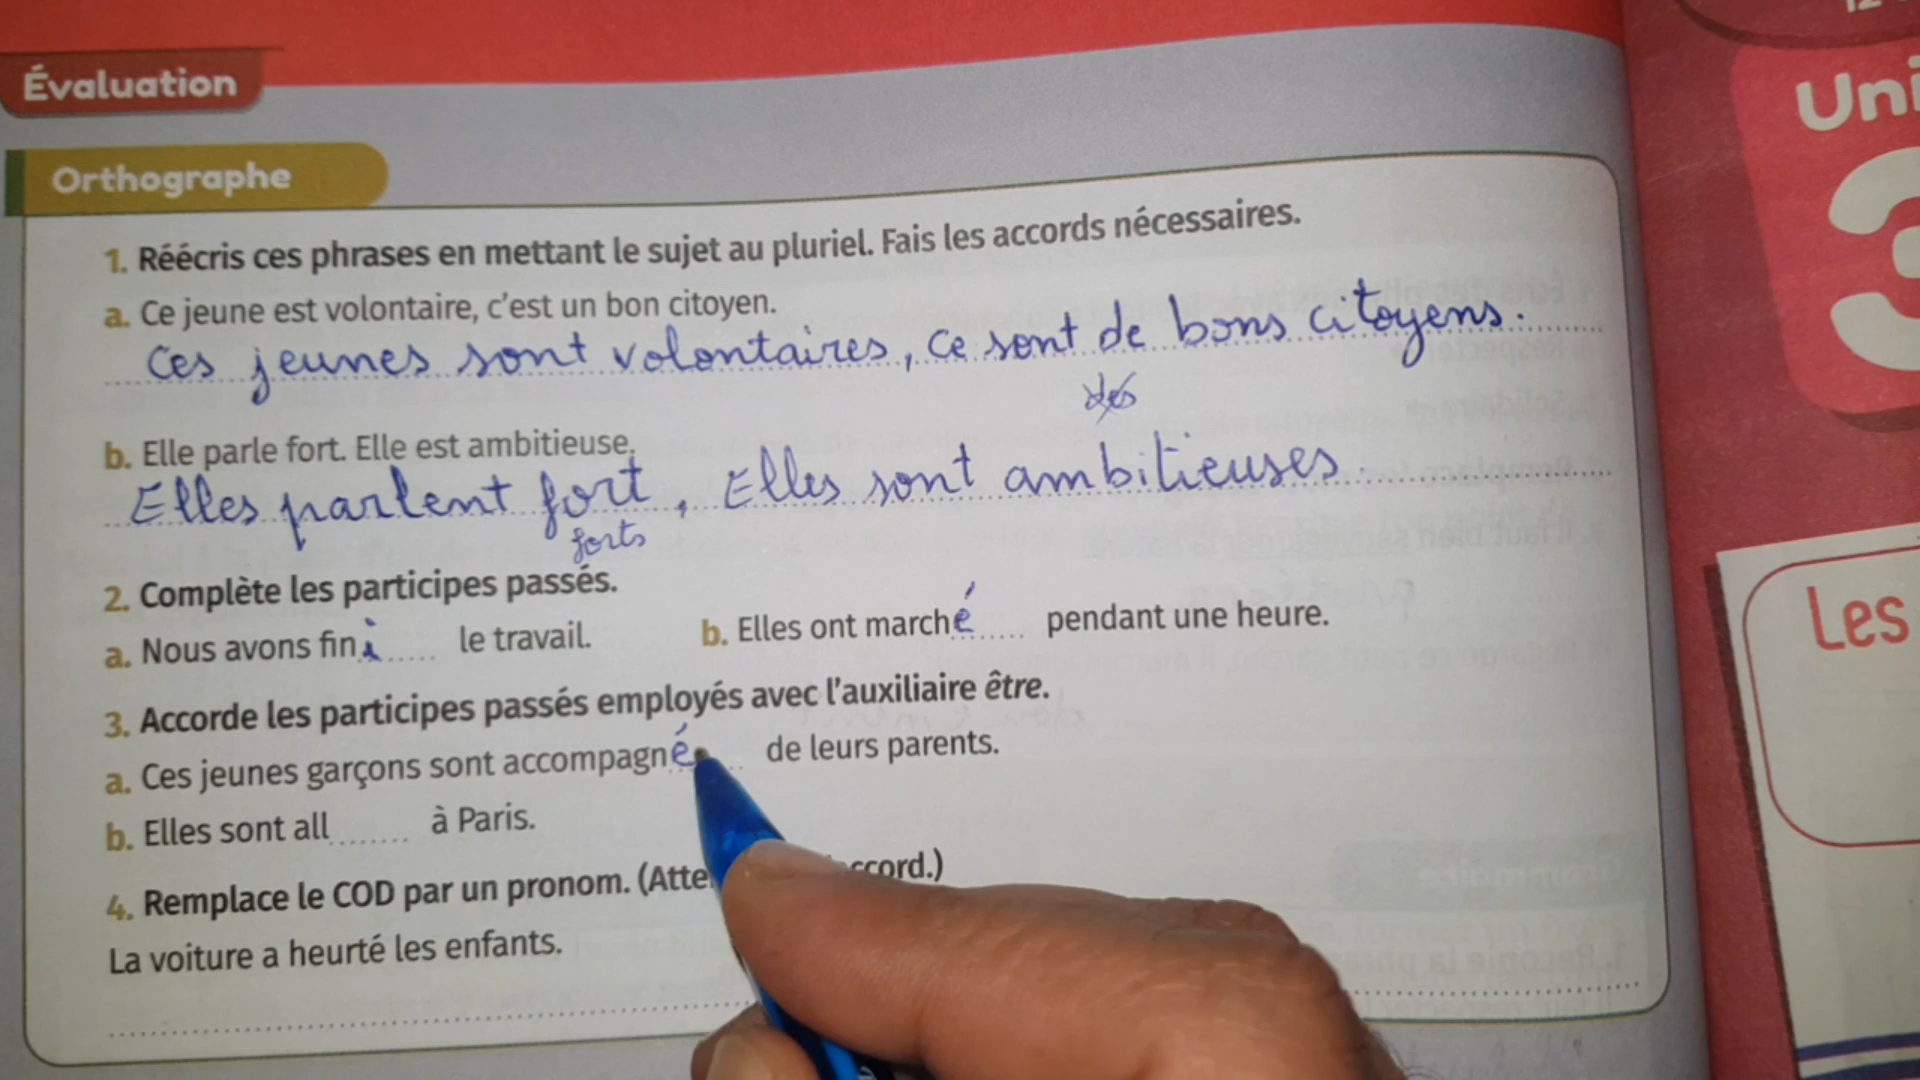 Évaluation
Orthographe
1. Réécris ces phrases en mettant le sujet au pluriel. Fais les accords nécessaires.
a. Ce jeune est volontaire, c'est un bon citoyen.
Ces jeunes sont volontaires, ce sont de bons citoyens.
des
b. Elle parle fort. Elle est ambitieuse.
Elles parlent fort, Elles sont ambitieuses
forts
2. Complète les participes passés.
a. Nous avons fini le travail. b. Elles ont marché pendant une heure.
3. Accorde les participes passés employés avec l'auxiliaire être.
a. Ces jeunes garçons sont accompagné de leurs parents.
b. Elles sont all....... à Paris.
4. Remplace le COD par un pronom. (Atte ccord.)
La voiture a heurté les enfants.
Uni
3
Les